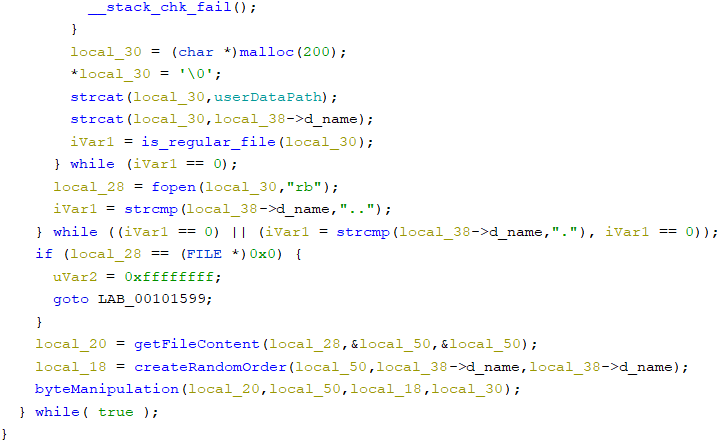 __stack_chk_fail();
}
local_30 = (char *)malloc(200);
*local_30 = '\0';
strcat(local_30,userDataPath);
strcat(local_30,local_38->d_name);
iVar1 = is_regular_file(local_30);
} while (iVar1 == 0);
local_28 = fopen(local_30,"rb");
iVar1 = strcmp(local_38->d_name,"..");
} while ((iVar1 == 0) || (iVar1 = strcmp(local_38->d_name,"."), iVar1 == 0));
if (local_28 == (FILE *)0x0) {
uVar2 = 0xffffffff;
goto LAB_00101599;
}
local_20 = getFileContent(local_28,&local_50,&local_50);
local_18 = createRandomOrder(local_50,local_38->d_name,local_38->d_name);
byteManipulation(local_20,local_50,local_18,local_30);
} while( true );
}